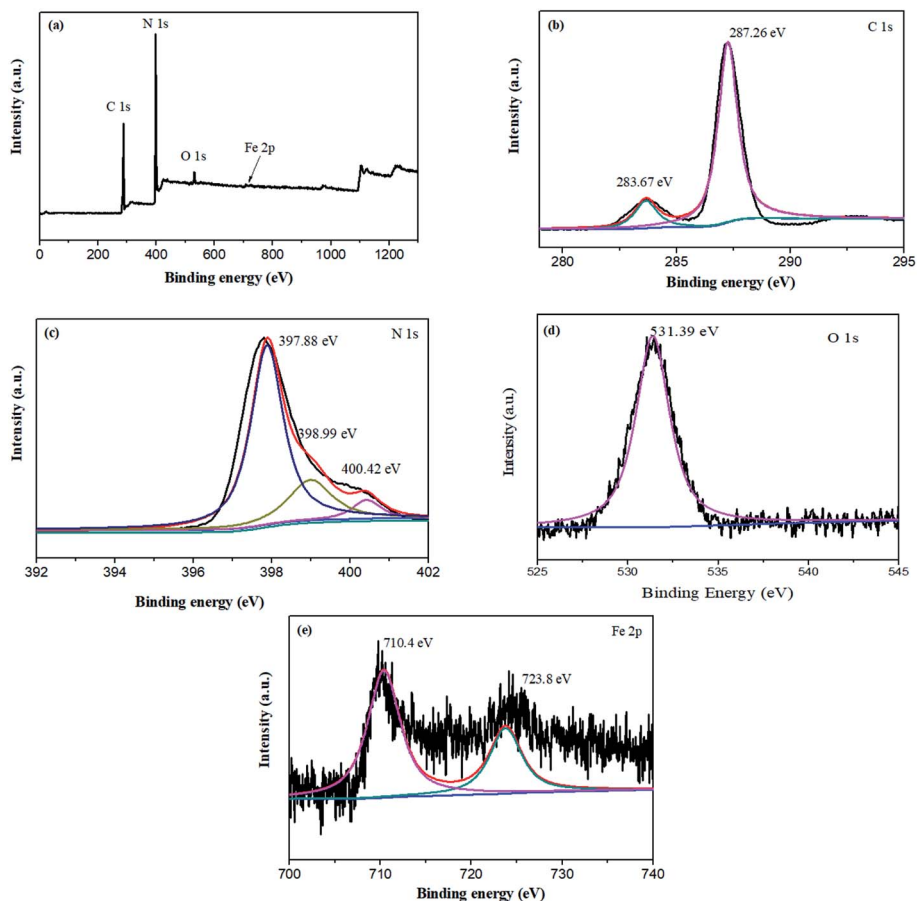 (a)
N 1s
C 1s
O 1s
Fe 2p
Intensity (a.u.)
0 200 400 600 800 1000 1200
Binding energy (eV)
(b)
287.26 eV
C 1s
283.67 eV
Intensity (a.u.)
280 285 290 295
Binding energy (eV)
(c)
N 1s
397.88 eV
398.99 eV
400.42 eV
Intensity (a.u.)
392 394 396 398 400 402
Binding energy (eV)
(d)
531.39 eV
O 1s
Intensity (a.u.)
525 530 535 540 545
Binding Energy (eV)
(e)
Fe 2p
710.4 eV
723.8 eV
Intensity (a.u.)
700 710 720 730 740
Binding energy (eV)